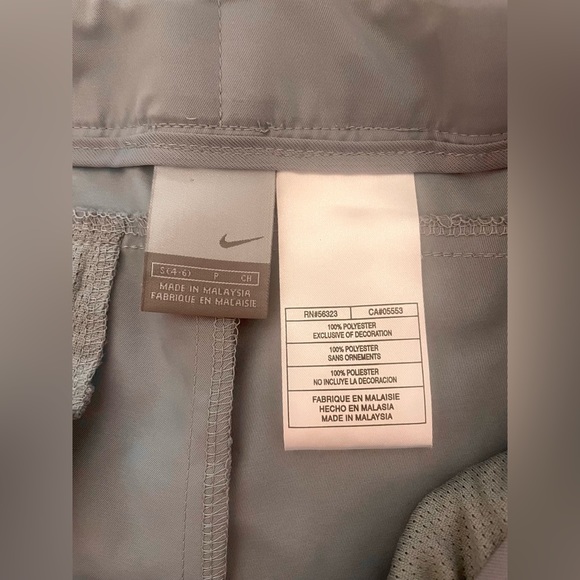 S(4-6) P CH
MADE IN MALAYSIA
FABRIQUE EN MALAISIE
RN#56323 CA#05553
100% POLYESTER
EXCLUSIVE OF DECORATION
100% POLYESTER
SANS ORNEMENTS
100% POLIESTER
NO INCLUYE LA DECORACION
FABRIQUE EN MALAISIE
HECHO EN MALASIA
MADE IN MALAYSIA